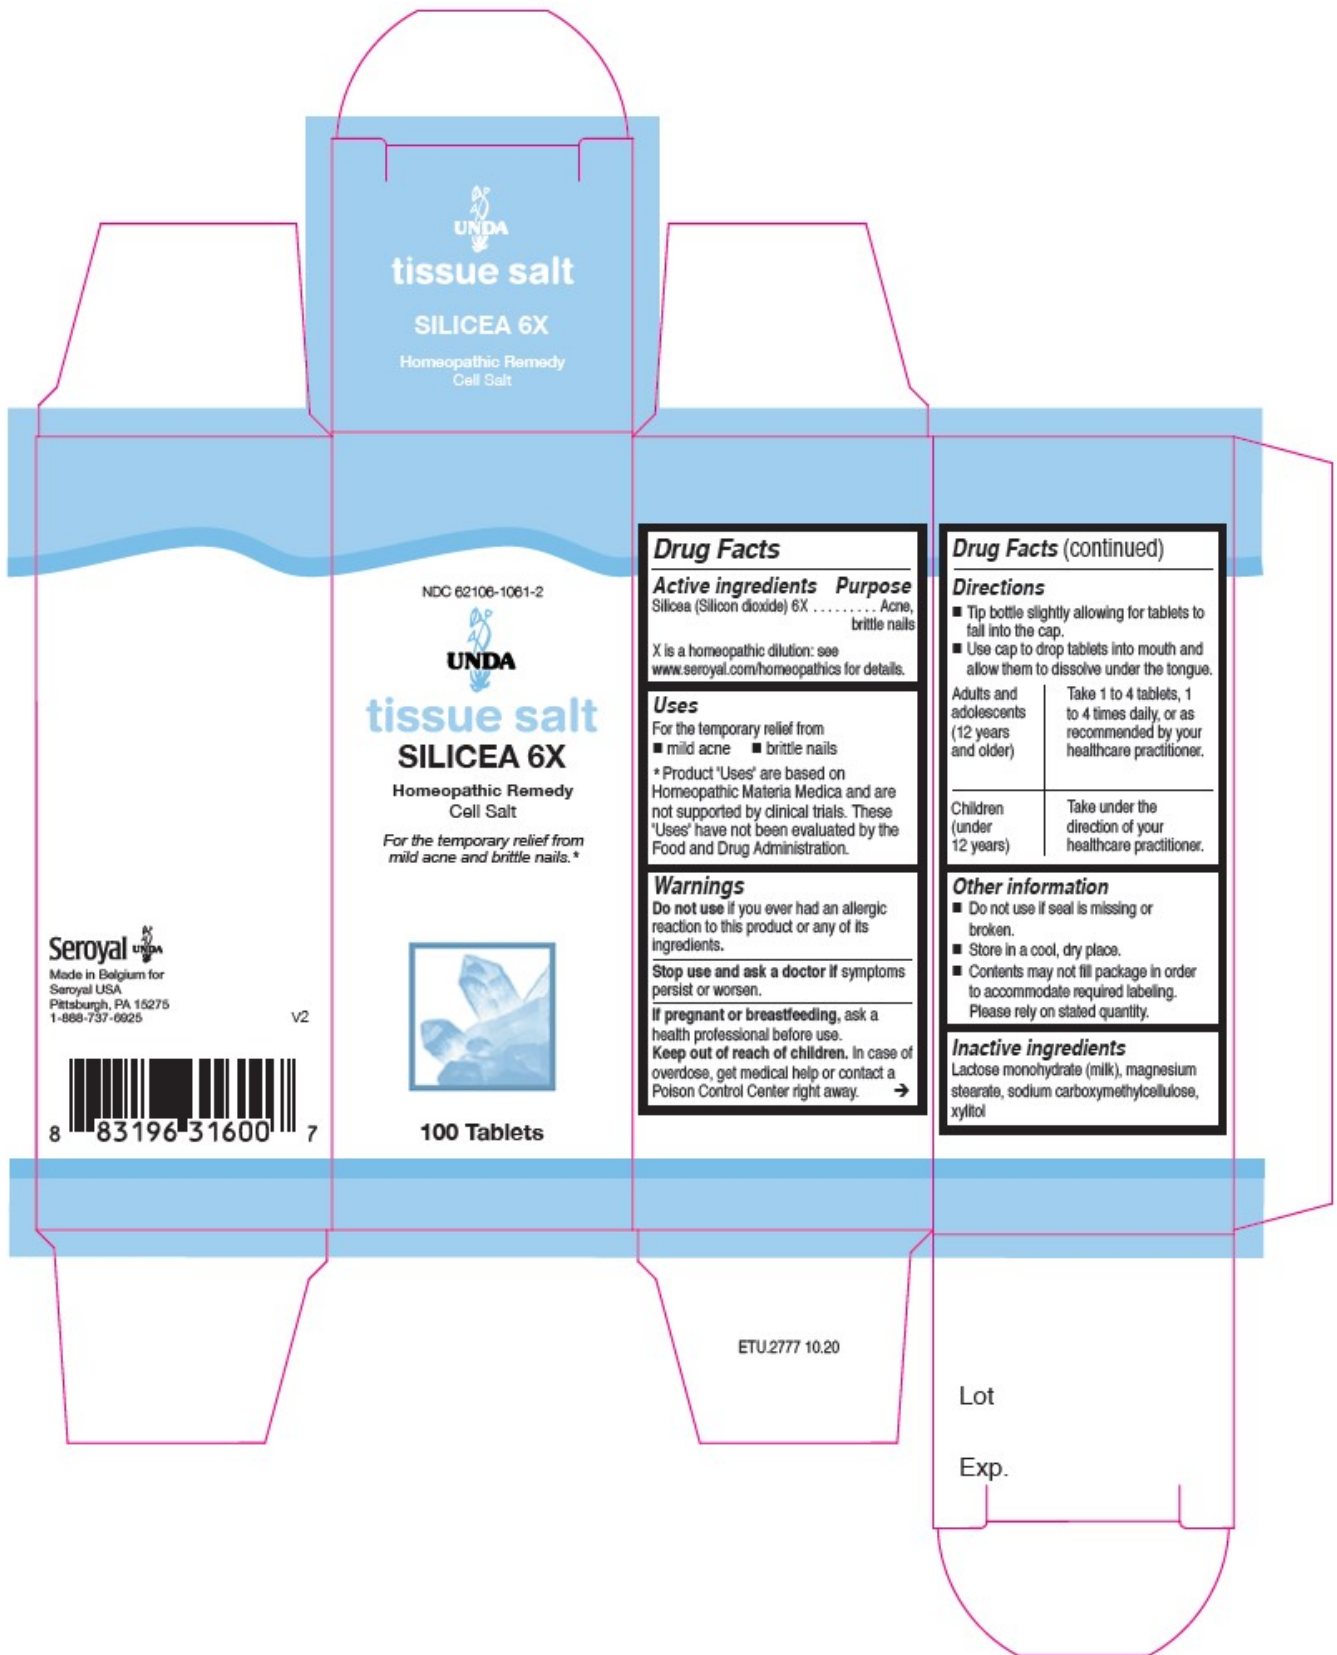 UNDA
tissue salt
SILICEA 6X
Homeopathic Remedy
Cell Salt
Seroyal UNDA
Made in Belgium for
Seroyal USA
Pittsburgh, PA 15275
1-888-737-6925
V2
8 83196 31600 7
NDC 62106-1061-2
UNDA
tissue salt
SILICEA 6X
Homeopathic Remedy
Cell Salt
For the temporary relief from
mild acne and brittle nails.*
100 Tablets
Drug Facts
Active ingredients Purpose
Silicea (Silicon dioxide) 6X . . . . . . . . . Acne,
brittle nails
X is a homeopathic dilution: see
www.seroyal.com/homeopathics for details.
Uses
For the temporary relief from
■ mild acne ■ brittle nails
* Product 'Uses' are based on
Homeopathic Materia Medica and are
not supported by clinical trials. These
'Uses' have not been evaluated by the
Food and Drug Administration.
Warnings
Do not use if you ever had an allergic
reaction to this product or any of its
ingredients.
Stop use and ask a doctor if symptoms
persist or worsen.
If pregnant or breastfeeding, ask a
health professional before use.
Keep out of reach of children. In case of
overdose, get medical help or contact a
Poison Control Center right away. →
Drug Facts (continued)
Directions
■ Tip bottle slightly allowing for tablets to
fall into the cap.
■ Use cap to drop tablets into mouth and
allow them to dissolve under the tongue.
Adults and Take 1 to 4 tablets, 1
adolescents to 4 times daily, or as
(12 years recommended by your
and older) healthcare practitioner.
Children Take under the
(under direction of your
12 years) healthcare practitioner.
Other information
■ Do not use if seal is missing or
broken.
■ Store in a cool, dry place.
■ Contents may not fill package in order
to accommodate required labeling.
Please rely on stated quantity.
Inactive ingredients
Lactose monohydrate (milk), magnesium
stearate, sodium carboxymethylcellulose,
xylitol
ETU.2777 10.20
Lot
Exp.